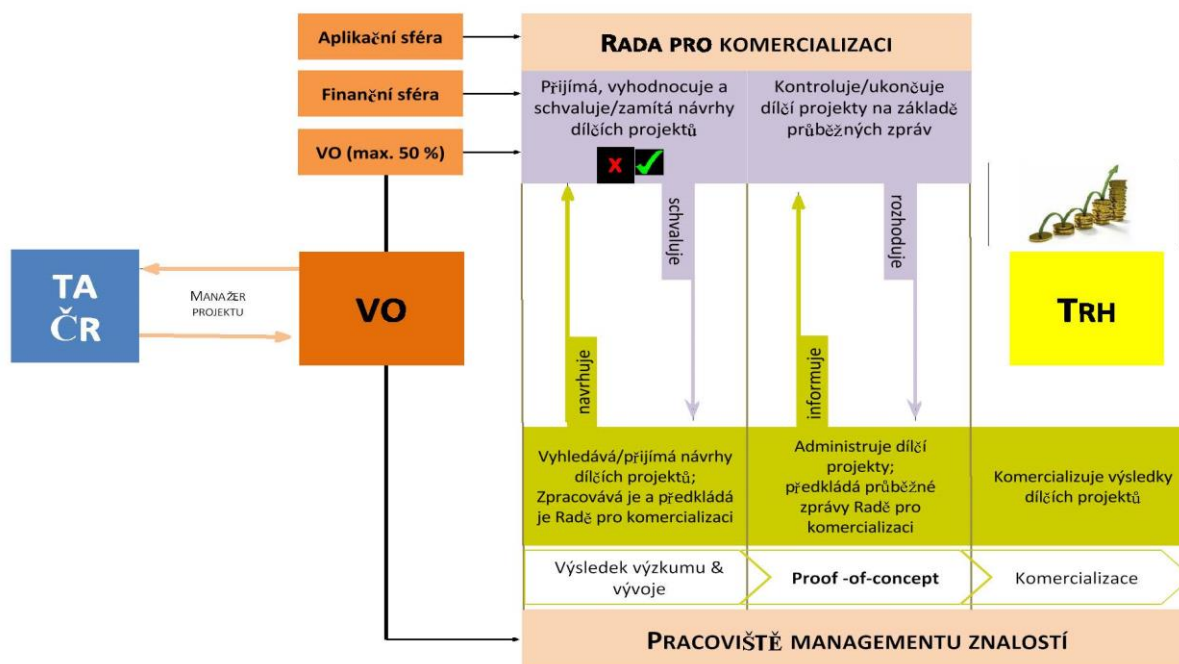 Aplikační sféra
Finanční sféra
VO (max. 50 %)
RADA PRO KOMERCIALIZACI
Přijímá, vyhodnocuje a
schvaluje/zamítá návrhy
dílčích projektů
X
Kontroluje/ukončuje
dílčí projekty na základě
průběžných zpráv
schvaluje
rozhoduje
TA
ČR
MANAŽER
PROJEKTU
VO
TRH
navrhuje
informuje
Vyhledává/přijímá návrhy
dílčích projektů;
Zpracovává je a předkládá
je Radě pro komercializaci
Administruje dílčí
projekty;
předkládá průběžné
zprávy Radě pro
komercializaci
Komercializuje výsledky
dílčích projektů
Výsledek výzkumu &
vývoje
Proof -of-concept
Komercializace
PRACOVIŠTĚ MANAGEMENTU ZNALOSTÍ